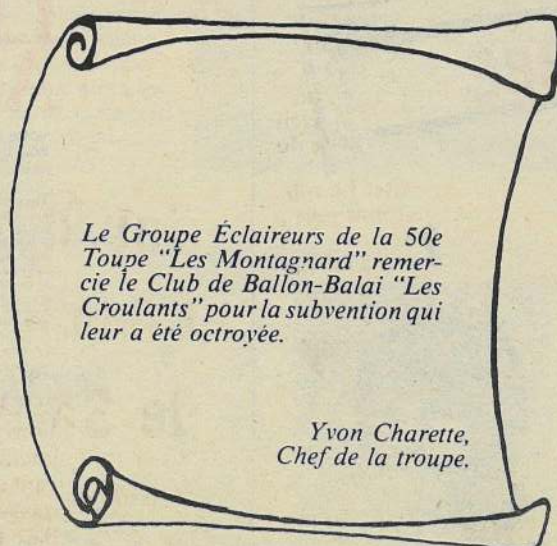 Le Groupe Éclaireurs de la 50e
Toupe "Les Montagnard" remer-
cie le Club de Ballon-Balai "Les
Croulants" pour la subvention qui
leur a été octroyée.
Yvon Charette,
Chef de la troupe.